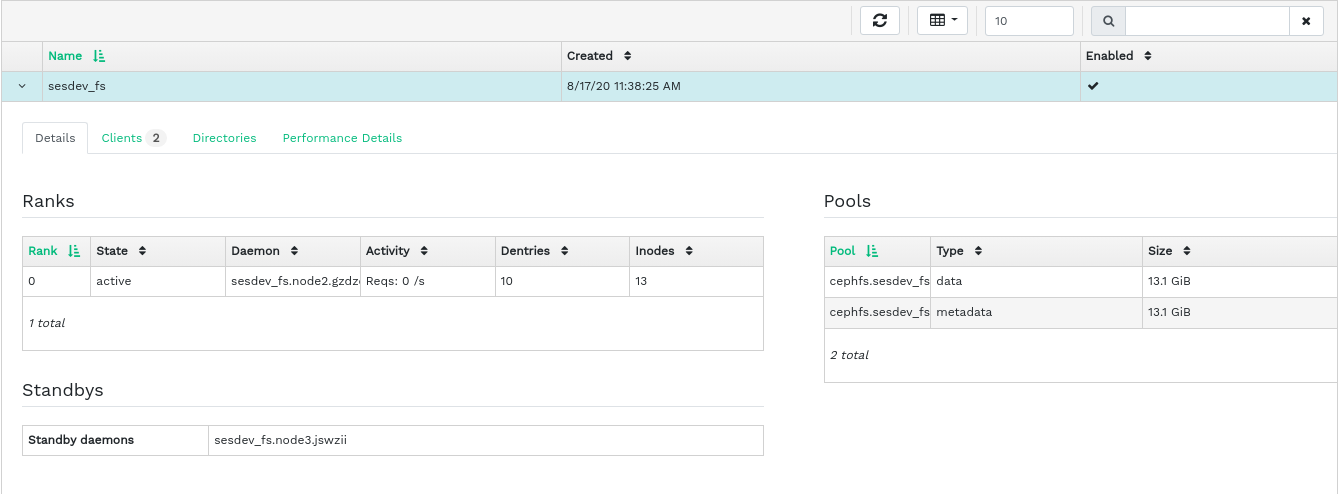 10
Name Created Enabled
sesdev_fs 8/17/20 11:38:25 AM
Details Clients 2 Directories Performance Details
Ranks
Rank State Daemon Activity Dentries Inodes
0 active sesdev_fs.node2.gzdz Reqs: 0 /s 10 13
1 total
Standbys
Standby daemons sesdev_fs.node3.jswzii
Pools
Pool Type Size
cephfs.sesdev_fs data 13.1 GiB
cephfs.sesdev_fs metadata 13.1 GiB
2 total